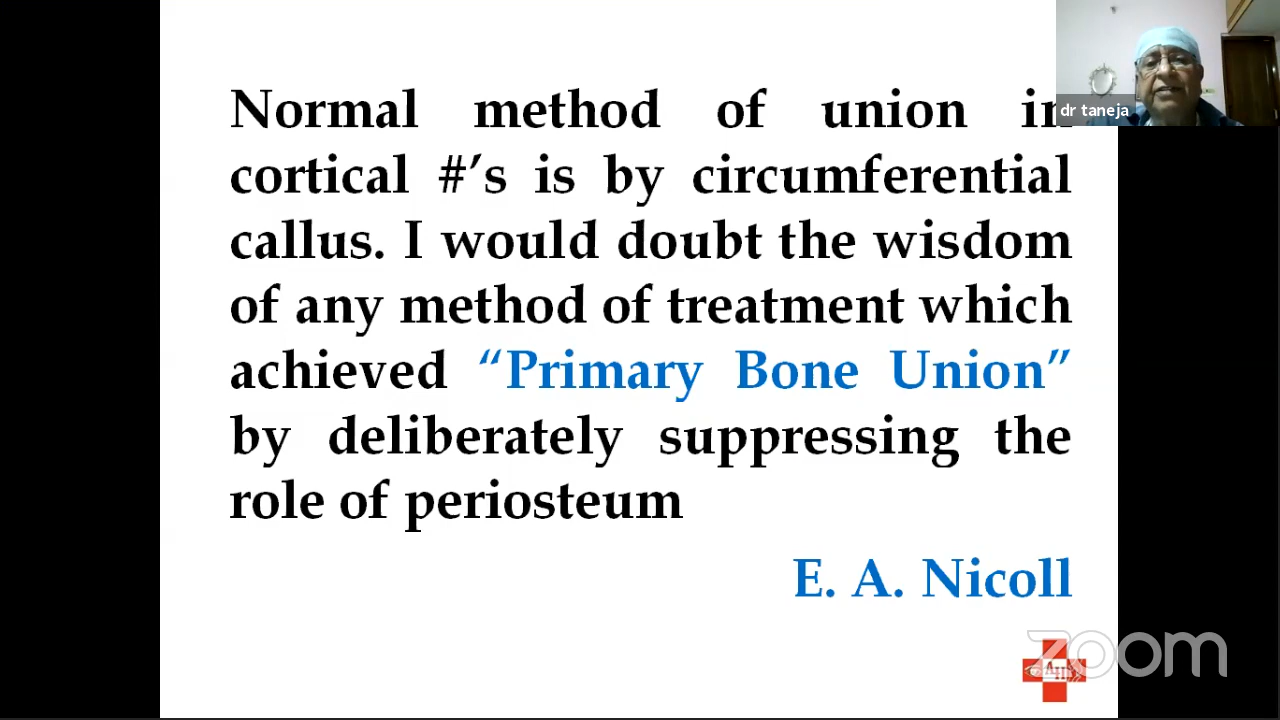 dr taneja
Normal method of union in
cortical #’s is by circumferential
callus. I would doubt the wisdom
of any method of treatment which
achieved “Primary Bone Union”
by deliberately suppressing the
role of periosteum
E. A. Nicoll
zoom